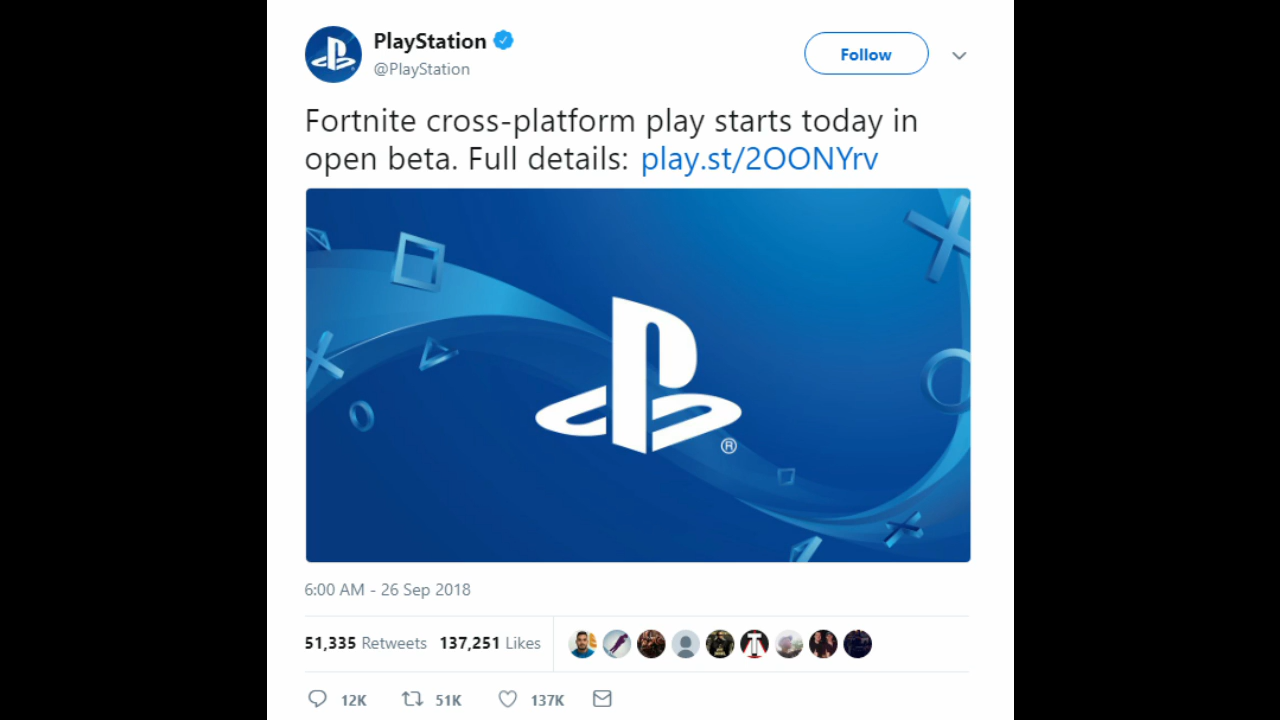 PlayStation
@PlayStation
Follow
Fortnite cross-platform play starts today in
open beta. Full details: play.st/2OONYrv
®
6:00 AM - 26 Sep 2018
51,335 Retweets 137,251 Likes
12K 51K 137K